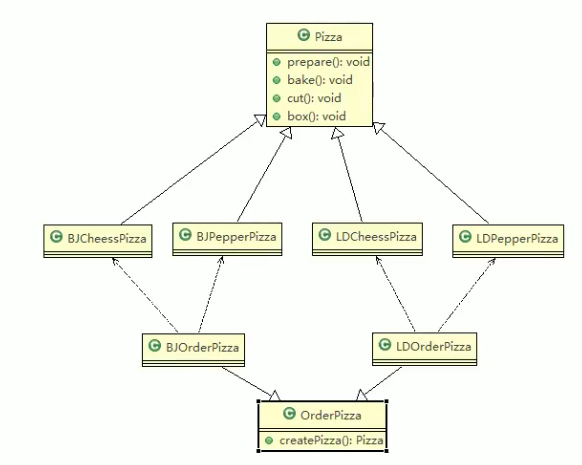 Pizza
prepare(): void
bake(): void
cut(): void
box(): void
BJCheessPizza
BJPepperPizza
LDCheessPizza
LDPepperPizza
BJOrderPizza
LDOrderPizza
OrderPizza
createPizza(): Pizza